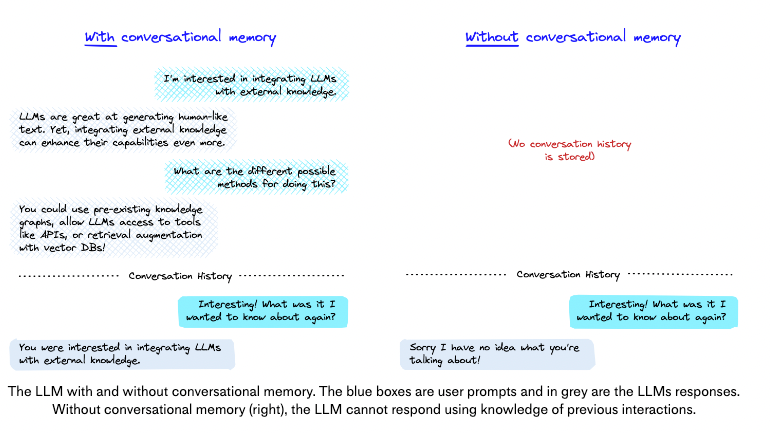 With conversational memory
I'm interested in integrating LLMs
with external knowledge.
LLMs are great at generating human-like
text. Yet, integrating external knowledge
can enhance their capabilities even more.
What are the different possible
methods for doing this?
You could use pre-existing knowledge
graphs, allow LLMs access to tools
like APIs, or retrieval augmentation
with vector DBs!
Conversation History
Interesting! What was it I
wanted to know about again?
You were interested in integrating LLMs
with external knowledge.
Without conversational memory
(No conversation history
is stored)
Conversation History
Interesting! What was it I
wanted to know about again?
Sorry I have no idea what you're
talking about!
The LLM with and without conversational memory. The blue boxes are user prompts and in grey are the LLMs responses.
Without conversational memory (right), the LLM cannot respond using knowledge of previous interactions.